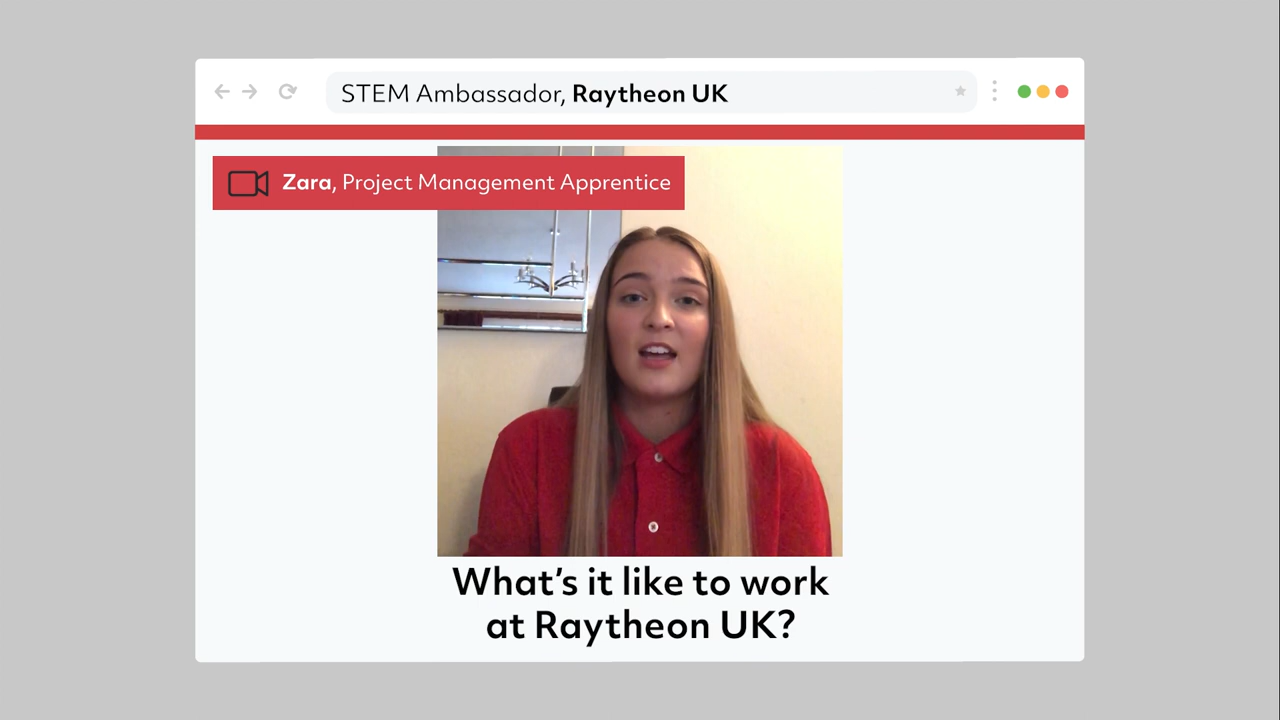 STEM Ambassador, Raytheon UK
Zara, Project Management Apprentice
What's it like to work
at Raytheon UK?